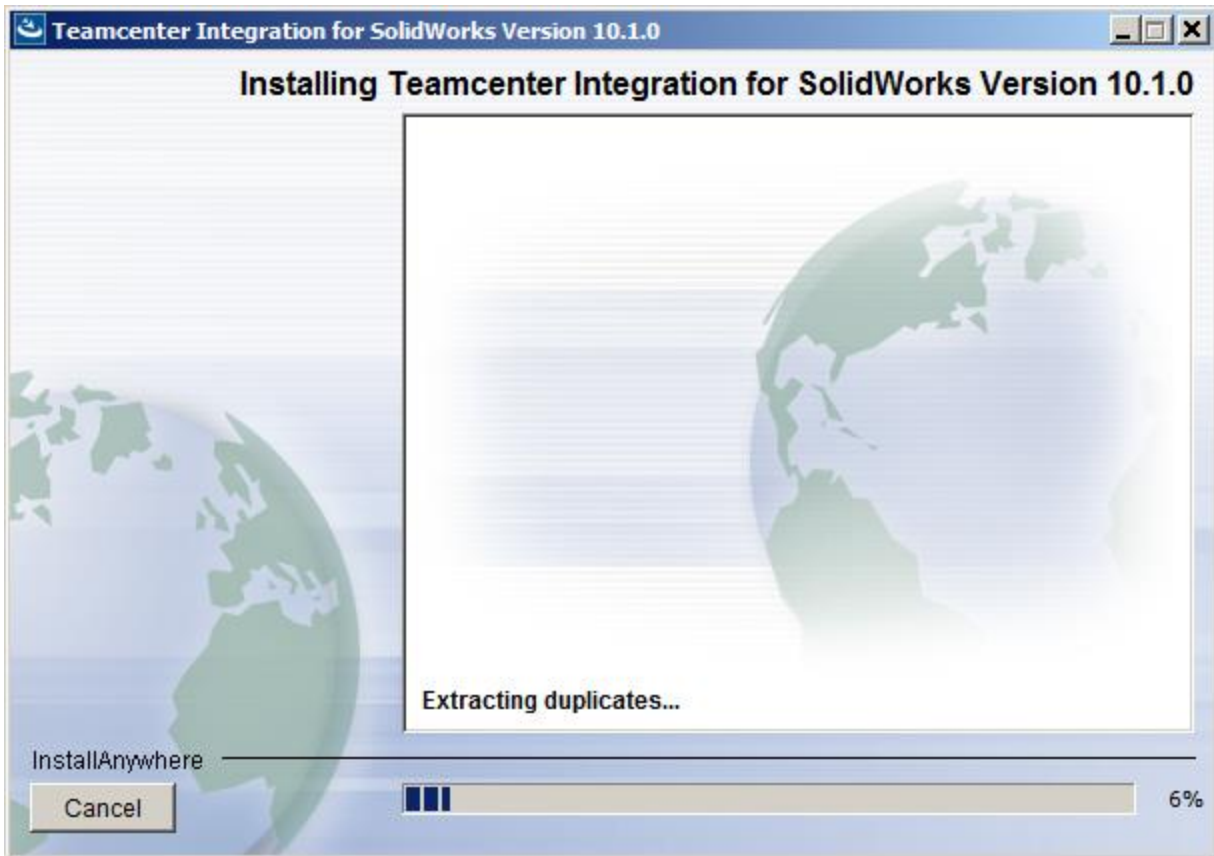 Teamcenter Integration for SolidWorks Version 10.1.0
Installing Teamcenter Integration for SolidWorks Version 10.1.0
Extracting duplicates...
InstallAnywhere
Cancel
6%